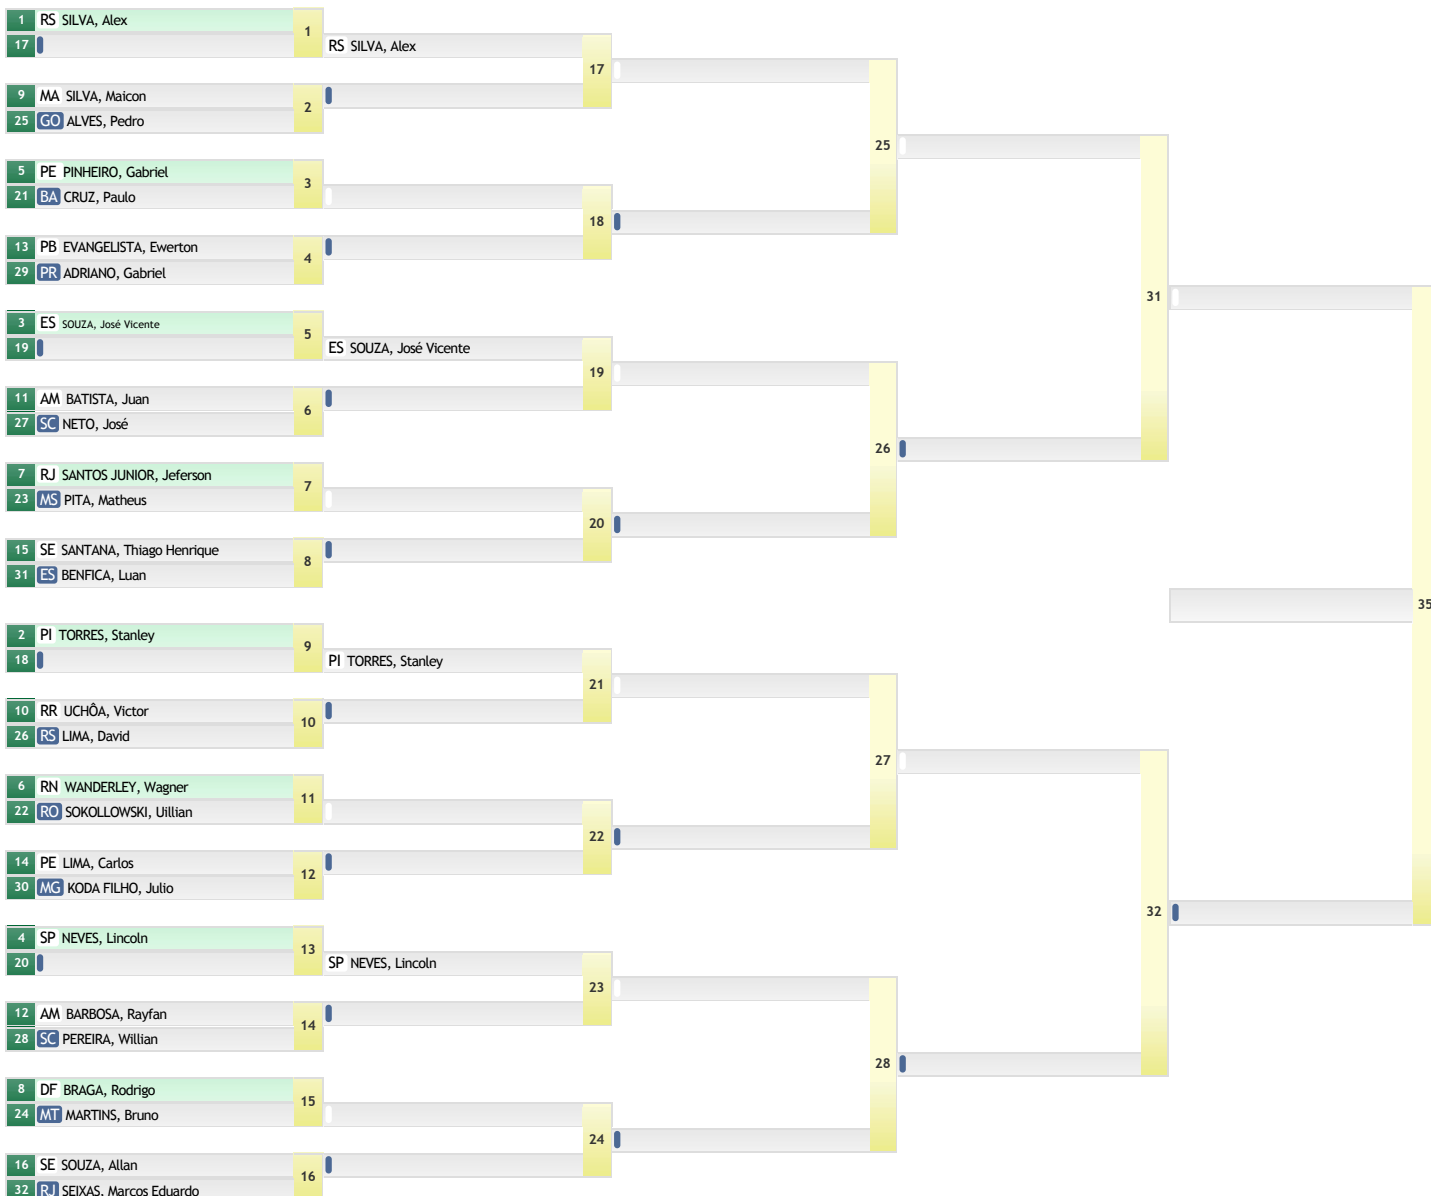 1 RS SILVA, Alex
17
1
RS SILVA, Alex
9 MA SILVA, Maicon
25 GO ALVES, Pedro
2
17
5 PE PINHEIRO, Gabriel
21 BA CRUZ, Paulo
3
13 PB EVANGELISTA, Ewerton
29 PR ADRIANO, Gabriel
4
18
25
3 ES SOUZA, José Vicente
19
5
ES SOUZA, José Vicente
11 AM BATISTA, Juan
27 SC NETO, José
6
19
7 RJ SANTOS JUNIOR, Jeferson
23 MS PITA, Matheus
7
15 SE SANTANA, Thiago Henrique
31 ES BENFICA, Luan
8
20
26
31
35
2 PI TORRES, Stanley
18
9
PI TORRES, Stanley
10 RR UCHÔA, Victor
26 RS LIMA, David
10
21
6 RN WANDERLEY, Wagner
22 RO SOKOLLOWSKI, Uillian
11
14 PE LIMA, Carlos
30 MG KODA FILHO, Julio
12
22
27
4 SP NEVES, Lincoln
20
13
SP NEVES, Lincoln
12 AM BARBOSA, Rayfan
28 SC PEREIRA, Willian
14
23
8 DF BRAGA, Rodrigo
24 MT MARTINS, Bruno
15
16 SE SOUZA, Allan
32 RJ SEIXAS, Marcos Eduardo
16
24
28
32